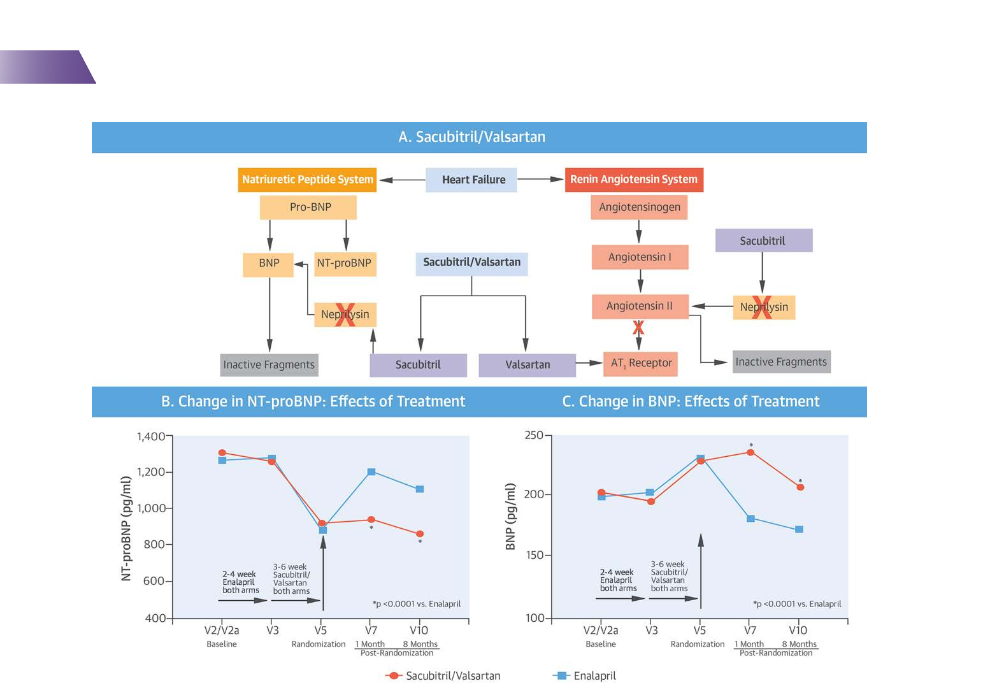 A. Sacubitril/Valsartan
Natriuretic Peptide System
Heart Failure
Renin Angiotensin System
Pro-BNP
Angiotensinogen
Sacubitril
BNP
NT-proBNP
Sacubitril/Valsartan
Angiotensin I
Neprilysin
Angiotensin II
Neprilysin
Inactive Fragments
Sacubitril
Valsartan
AT1 Receptor
Inactive Fragments
B. Change in NT-proBNP: Effects of Treatment
NT-proBNP (pg/ml)
1,400
1,200
1,000
800
600
400
2-4 week
Enalapril
both arms
3-6 week
Sacubitril/
Valsartan
both arms
*
*
*p <0.0001 vs. Enalapril
V2/V2a
V3
V5
V7
V10
Baseline
Randomization
1 Month
8 Months
Post-Randomization
C. Change in BNP: Effects of Treatment
BNP (pg/ml)
250
200
150
100
2-4 week
Enalapril
both arms
3-6 week
Sacubitril/
Valsartan
both arms
*
*
*p <0.0001 vs. Enalapril
V2/V2a
V3
V5
V7
V10
Baseline
Randomization
1 Month
8 Months
Post-Randomization
Sacubitril/Valsartan
Enalapril